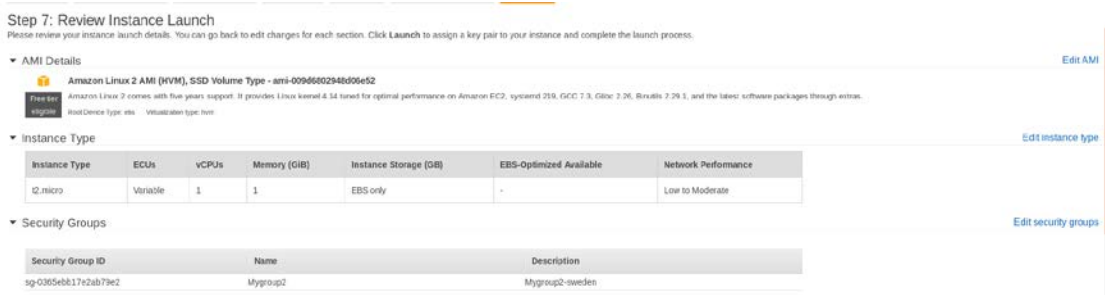 Step 7: Review Instance Launch
Please review your instance launch details. You can go back to edit changes for each section. Click Launch to assign a key pair to your instance and complete the launch process.
AMI Details
Edit AMI
Amazon Linux 2 AMI (HVM), SSD Volume Type - ami-009d6802948d06e52
Free tier eligible
Amazon Linux 2 comes with five years support. It provides Linux kernel 4.14 tuned for optimal performance on Amazon EC2, systemd 219, GCC 7.3, Glibc 2.26, Binutils 2.29.1, and the latest software packages through extras.
Root Device Type: ebs Virtualization type: hvm
Instance Type
Edit instance type
Instance Type ECUs vCPUs Memory (GiB) Instance Storage (GB) EBS-Optimized Available Network Performance
t2.micro Variable 1 1 EBS only - Low to Moderate
Security Groups
Edit security groups
Security Group ID Name Description
sg-0365ebb17e2ab79e2 Mygroup2 Mygroup2-sweden